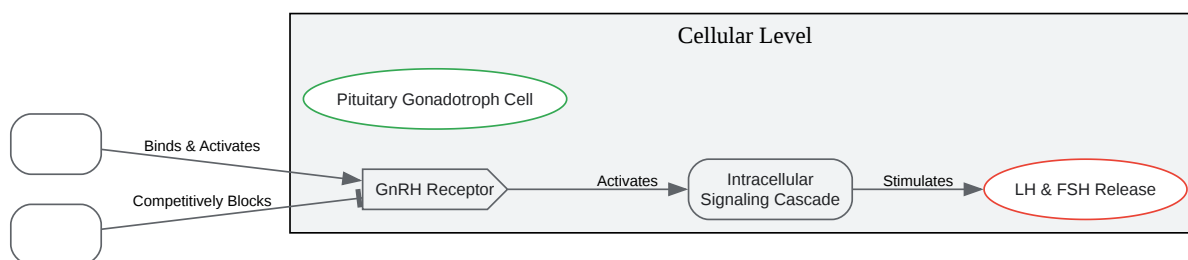 Cellular Level
Pituitary Gonadotroph Cell
Binds & Activates
Competitively Blocks
GnRH Receptor
Activates
Intracellular
Signaling Cascade
Stimulates
LH & FSH Release